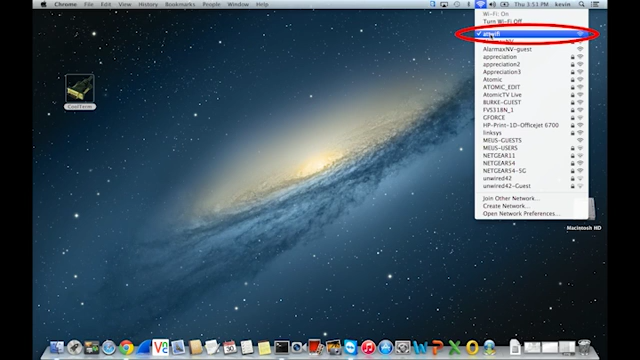 Chrome File Edit View History Bookmarks People Window Help
Thu 3:53 PM kevin
Wi-Fi: On
Turn Wi-Fi Off
attwifi
AlarmaxNV
AlarmaxNV-guest
appreciation
appreciation2
Appreciation3
Atomic
ATOMIC_EDIT
AtomicTV Live
BURKE-GUEST
FVS318N_1
GFORCE
HP-Print-1D-Officejet 6700
linksys
MEUS-GUESTS
MEUS-USERS
NETGEAR11
NETGEAR54
NETGEAR54-5G
unwired42
unwired42-Guest
Join Other Network...
Create Network...
Open Network Preferences...
CoolTerm
Macintosh HD